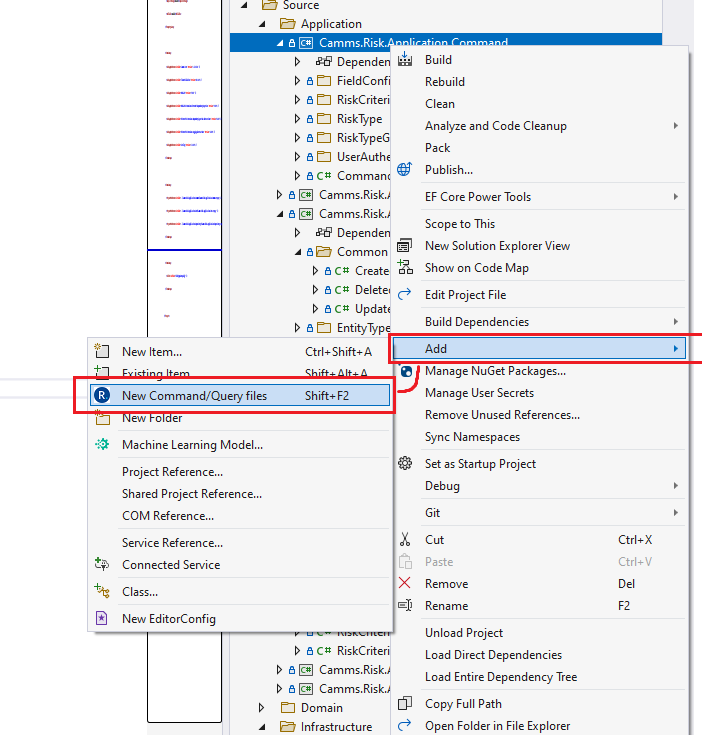 Source
Application
Camms.Risk.Application.Command
Dependen
FieldConfi
RiskCriteri
RiskType
RiskTypeG
UserAuthe
Comman
Camms.Risk.
Camms.Risk.
Dependen
Common
Create
Delete
Update
EntityType
Build
Rebuild
Clean
Analyze and Code Cleanup
Pack
Publish...
EF Core Power Tools
Scope to This
New Solution Explorer View
Show on Code Map
Edit Project File
Build Dependencies
Add
Manage NuGet Packages...
Manage User Secrets
Remove Unused References...
Sync Namespaces
Set as Startup Project
Debug
Git
Cut Ctrl+X
Paste Ctrl+V
Remove Del
Rename F2
Unload Project
Load Direct Dependencies
Load Entire Dependency Tree
Copy Full Path
Open Folder in File Explorer
New Item... Ctrl+Shift+A
Existing Item... Shift+Alt+A
New Command/Query files Shift+F2
New Folder
Machine Learning Model...
Project Reference...
Shared Project Reference...
COM Reference...
Service Reference...
Connected Service
Class...
New EditorConfig
RiskCriteri
RiskCriteri
Camms.Risk.
Camms.Risk.
Domain
Infrastructure